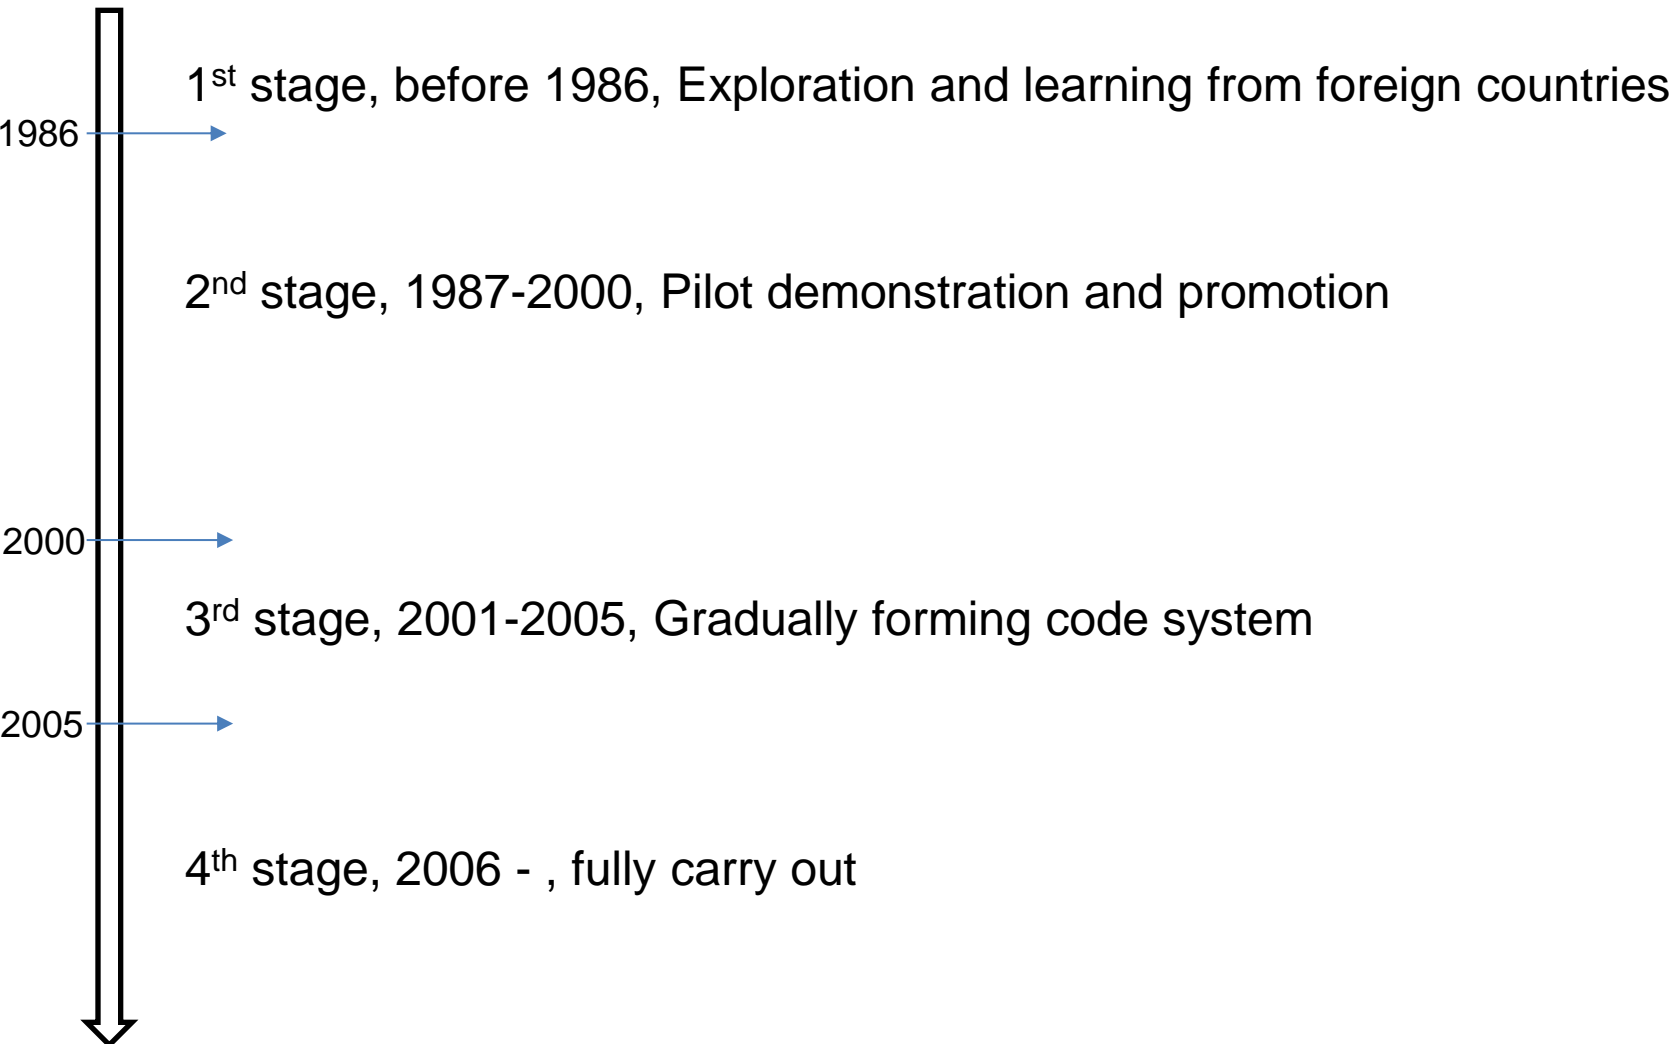 1st stage, before 1986, Exploration and learning from foreign countries
1986
2nd stage, 1987-2000, Pilot demonstration and promotion
2000
3rd stage, 2001-2005, Gradually forming code system
2005
4th stage, 2006 - , fully carry out